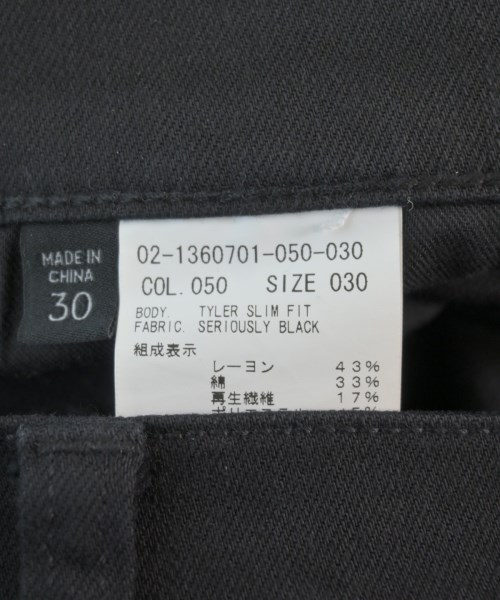 MADE IN
CHINA
30
02-1360701-050-030
COL. 050 SIZE 030
BODY. TYLER SLIM FIT
FABRIC. SERIOUSLY BLACK
組成表示
レーヨン 43%
綿 33%
再生繊維 17%